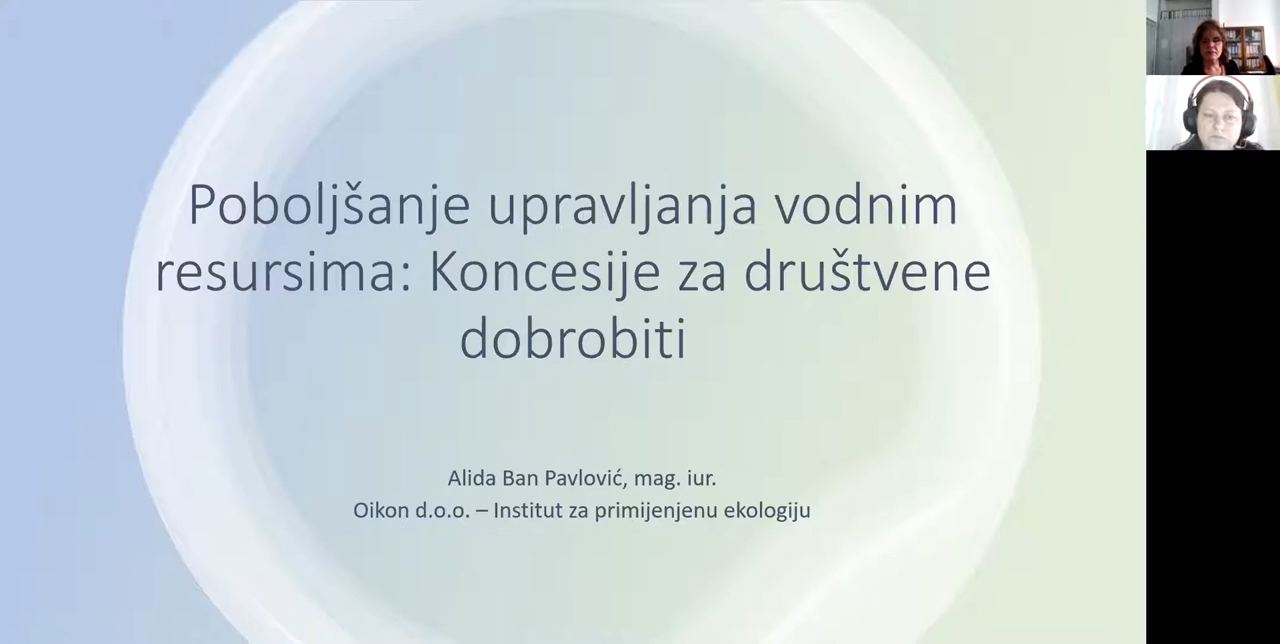 Poboljšanje upravljanja vodnim
resursima: Koncesije za društvene
dobrobiti
Alida Ban Pavlović, mag. iur.
Oikon d.o.o. – Institut za primijenjenu ekologiju